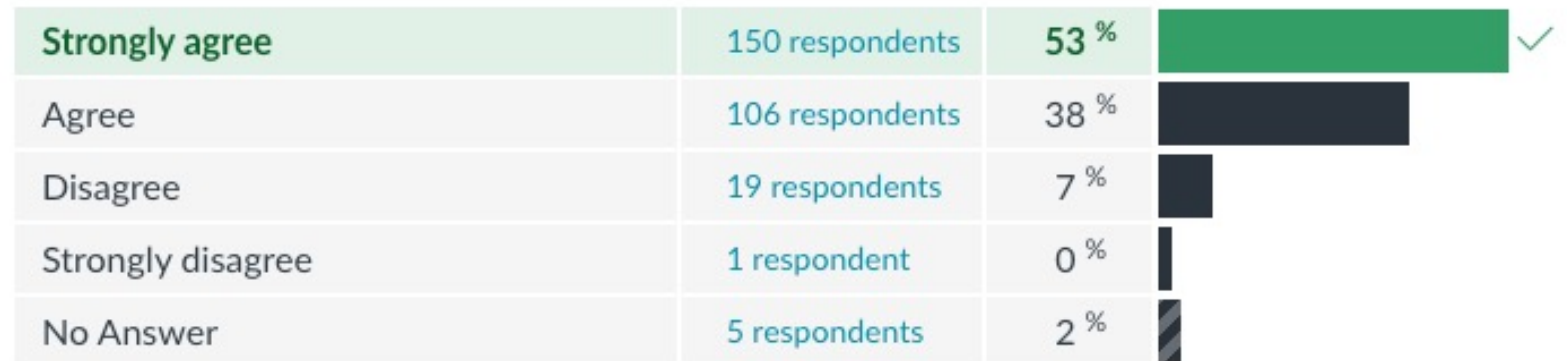 Strongly agree 150 respondents 53 %
Agree 106 respondents 38 %
Disagree 19 respondents 7 %
Strongly disagree 1 respondent 0 %
No Answer 5 respondents 2 %